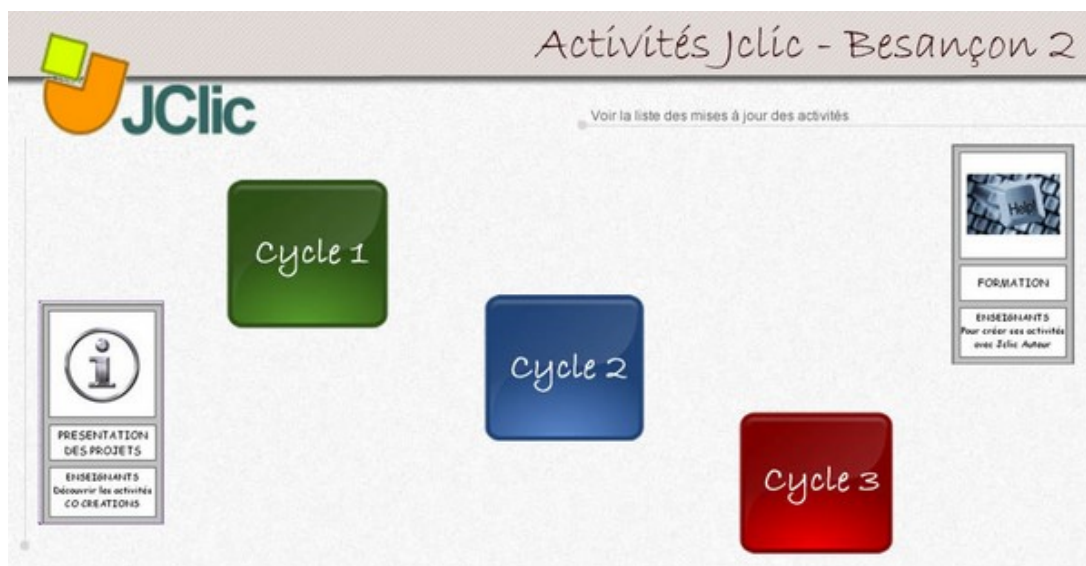 Activités Jclic - Besançon 2
JClic
Voir la liste des mises à jour des activités
Help!
Cycle 1
FORMATION
ENSEIGNANTS
Pour créer ses activités
avec Jclic Auteur
Cycle 2
PRESENTATION
DES PROJETS
ENSEIGNANTS
Découvrir les activités
CO CREATIONS
Cycle 3